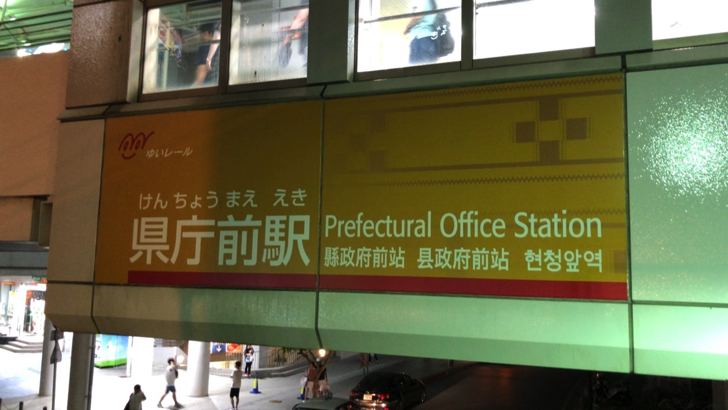 ゆいレール
けんちょうまええき
県庁前駅
Prefectural Office Station
縣政府前站 县政府前站 현청앞역